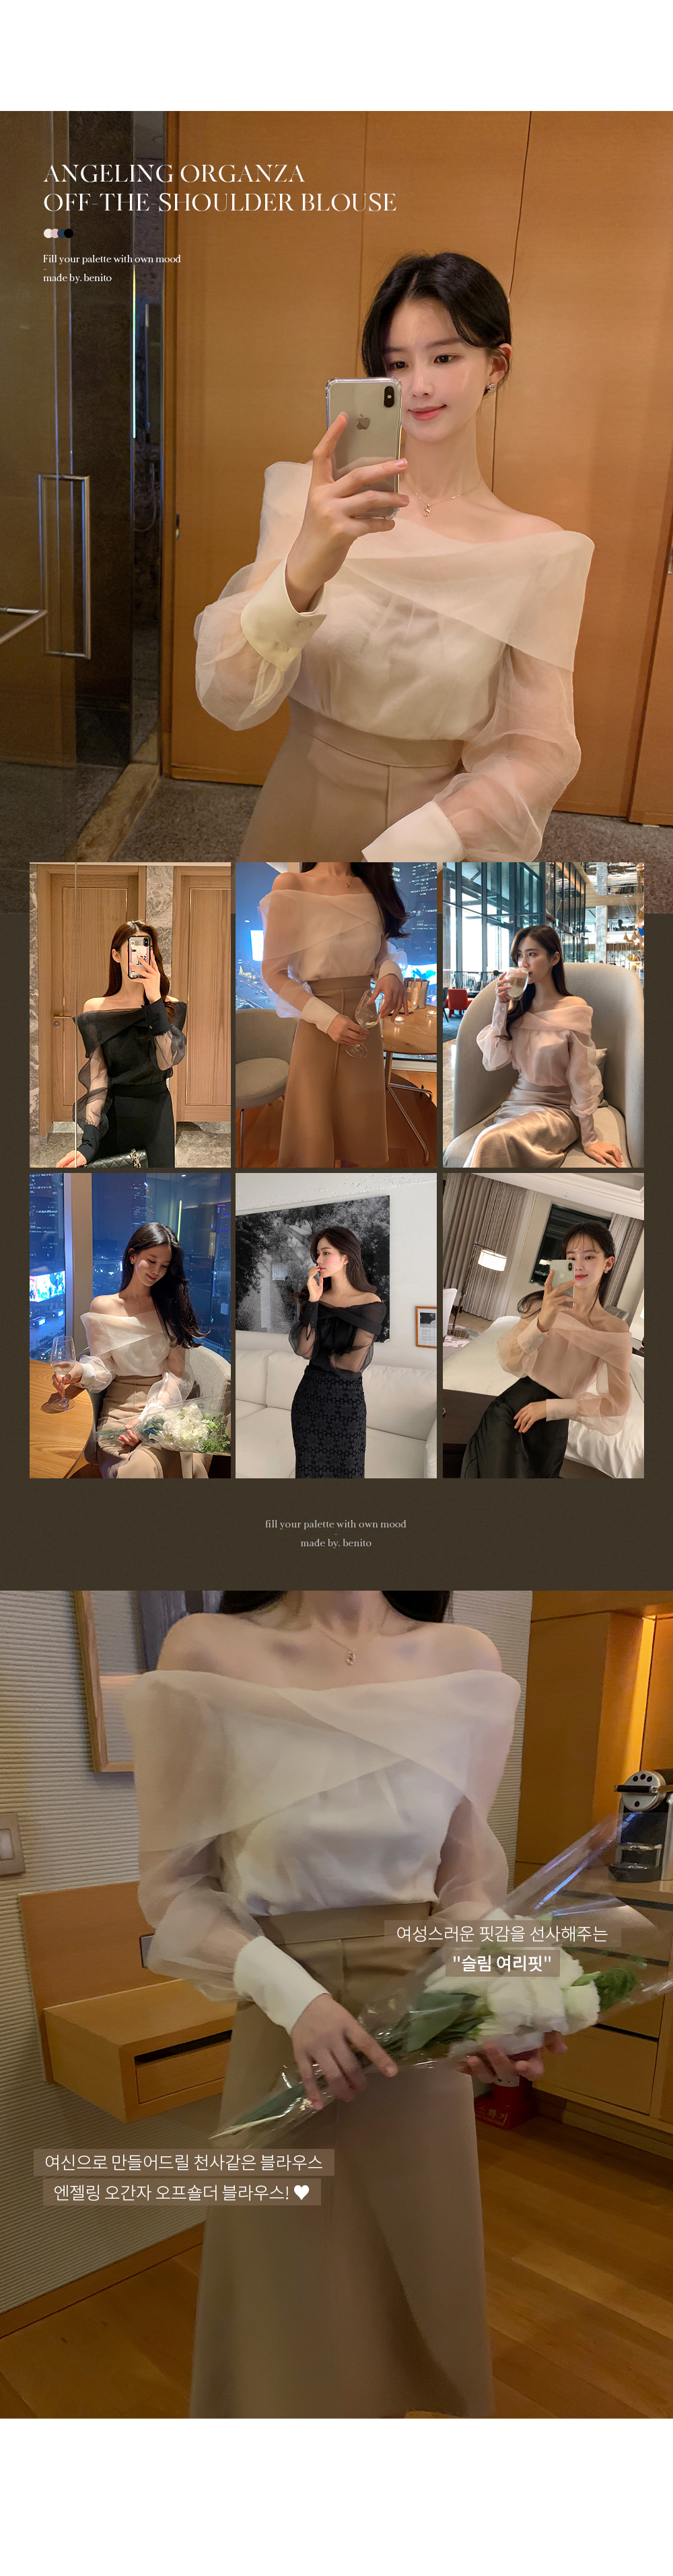 ANGELING ORGANZA
OFF-THE-SHOULDER BLOUSE
Fill your palette with own mood
made by. benito
fill your palette with own mood
made by. benito
여성스러운 핏감을 선사해주는
"슬림 여리핏"
여신으로 만들어드릴 천사같은 블라우스
엔젤링 오간자 오프숄더 블라우스! ♥